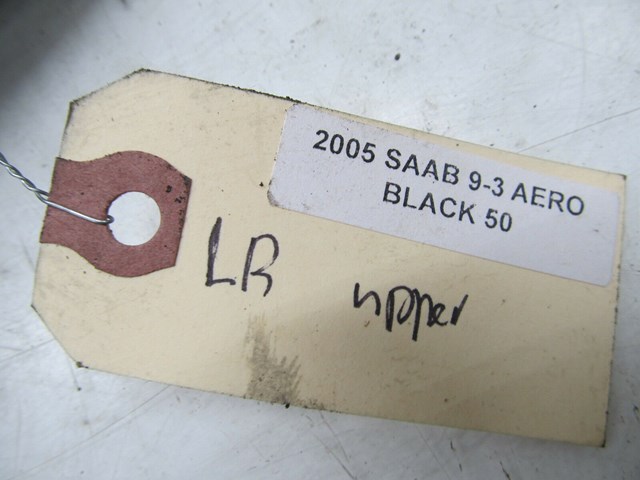 2005 SAAB 9-3 AERO
BLACK 50
LR upper